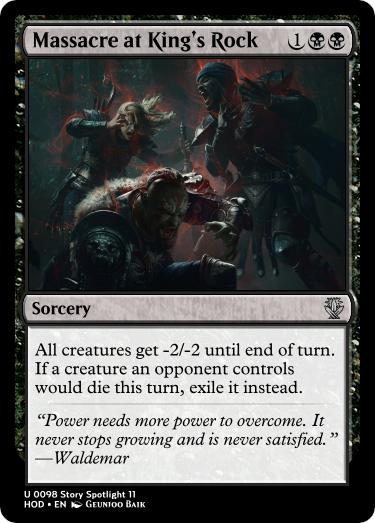 Massacre at King's Rock 1
Sorcery
All creatures get -2/-2 until end of turn.
If a creature an opponent controls
would die this turn, exile it instead.
“Power needs more power to overcome. It
never stops growing and is never satisfied.”
—Waldemar
U 0098 Story Spotlight 11
HOD • EN Geunjoo Baik